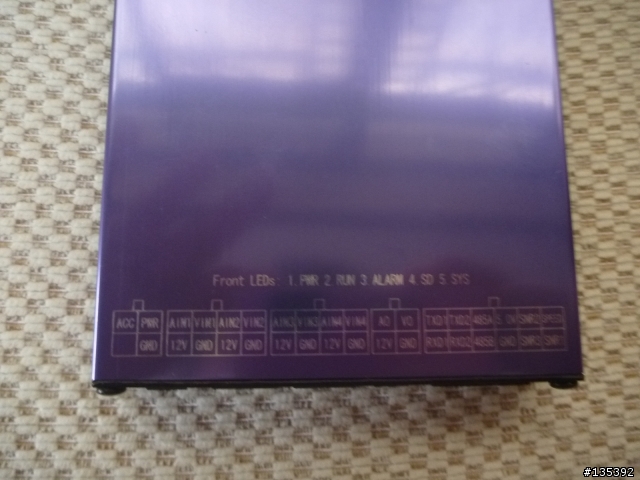 Front LEDs: 1.PWR 2 RUN 3 ALARM 4 SD 5 SYS
ACC PWR AIN1 VIN1 AIN2 VIN2 AIN3 VIN3 AIN4 VIN4 AO VO TXD1 TXD2 485A 5.0V
GND 12V GND 12V GND 12V GND 12V GND 12V GND RXD1 RXD2 485B GND
#135392